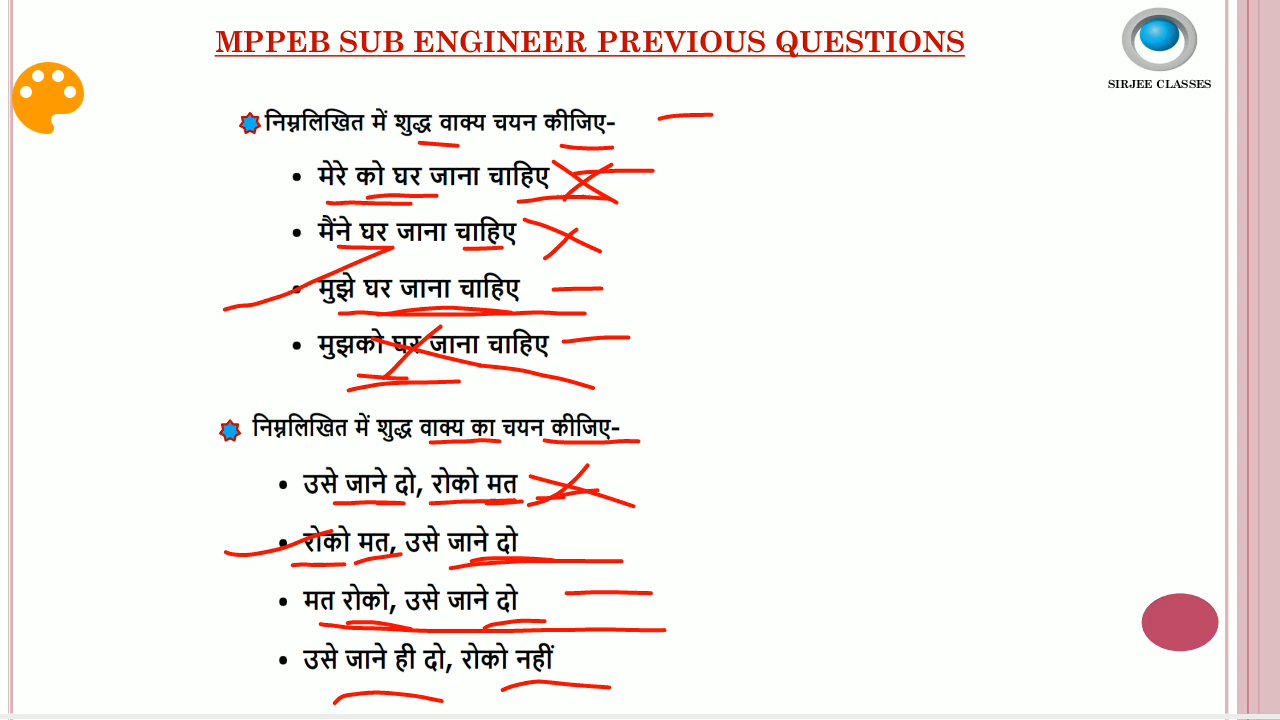 MPPEB SUB ENGINEER PREVIOUS QUESTIONS
SIRJEE CLASSES
निम्नलिखित में शुद्ध वाक्य चयन कीजिए-
• मेरे को घर जाना चाहिए
• मैंने घर जाना चाहिए
• मुझे घर जाना चाहिए
• मुझको घर जाना चाहिए
निम्नलिखित में शुद्ध वाक्य का चयन कीजिए-
• उसे जाने दो, रोको मत
• रोको मत, उसे जाने दो
• मत रोको, उसे जाने दो
• उसे जाने ही दो, रोको नहीं